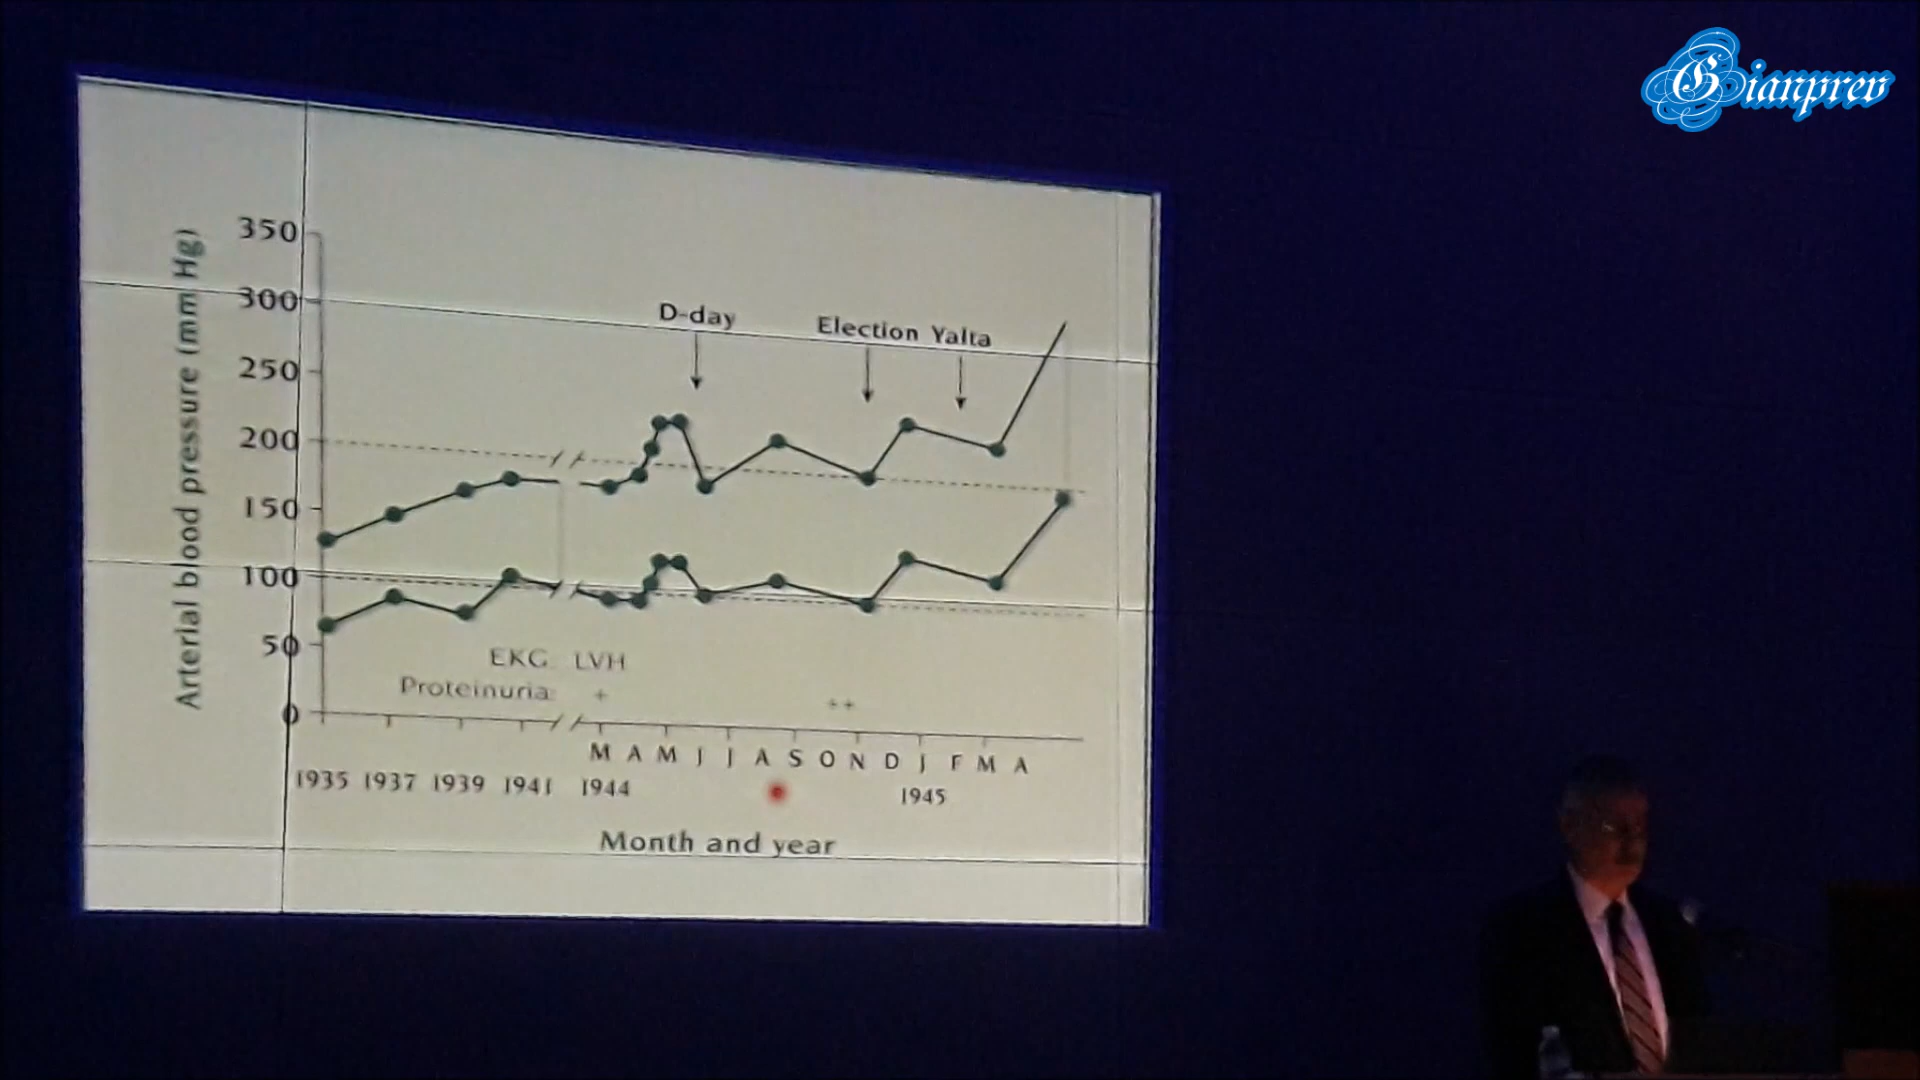 Gianprev
350
300
250
200
150
100
50
0
Arterial blood pressure (mm Hg)
D-day
Election Yalta
EKG: LVH
Proteinuria: +
++
M A M J J A S O N D J F M A
1935 1937 1939 1941 1944 1945
Month and year